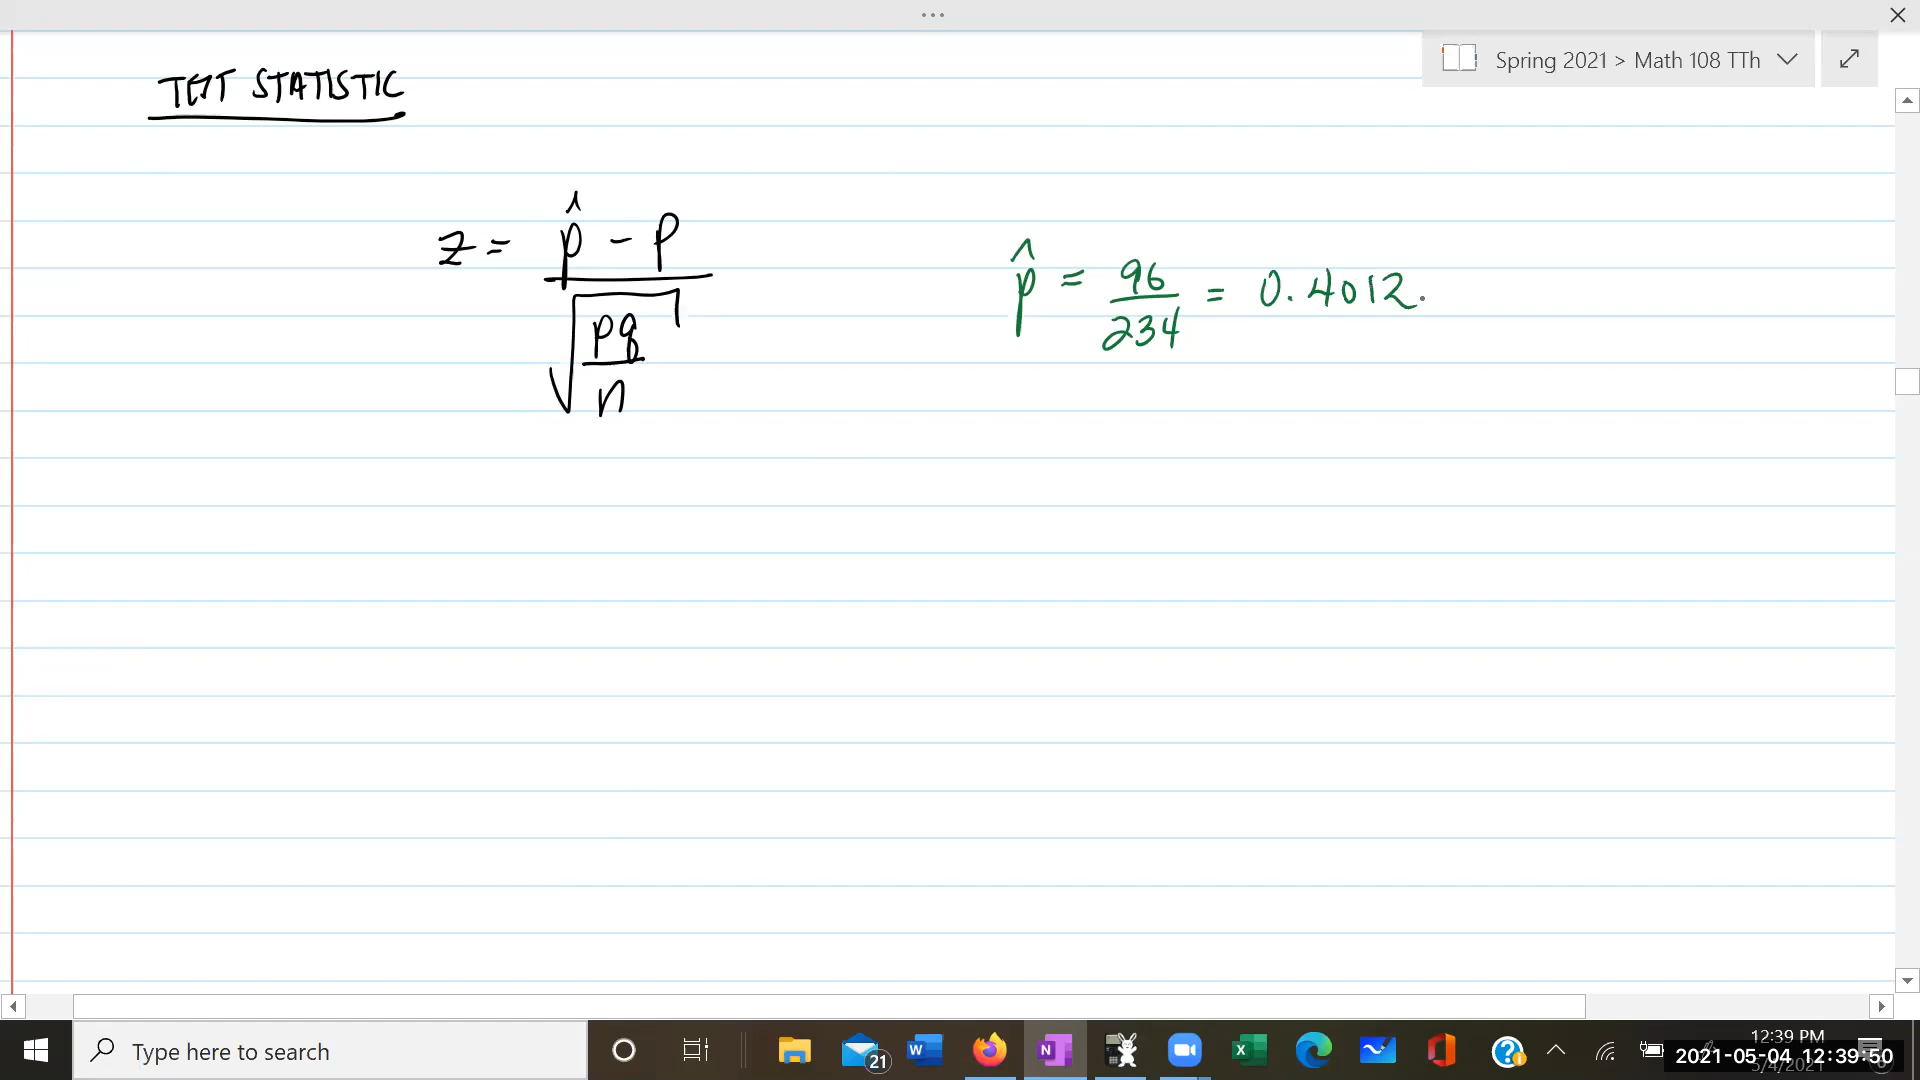 Spring 2021 > Math 108 TTh
TEST STATISTIC
z = p̂ - p
√ pq
n
p̂ = 96 = 0.4012.
234
Type here to search
21
12:39 PM
2021-05-04 12:39:50